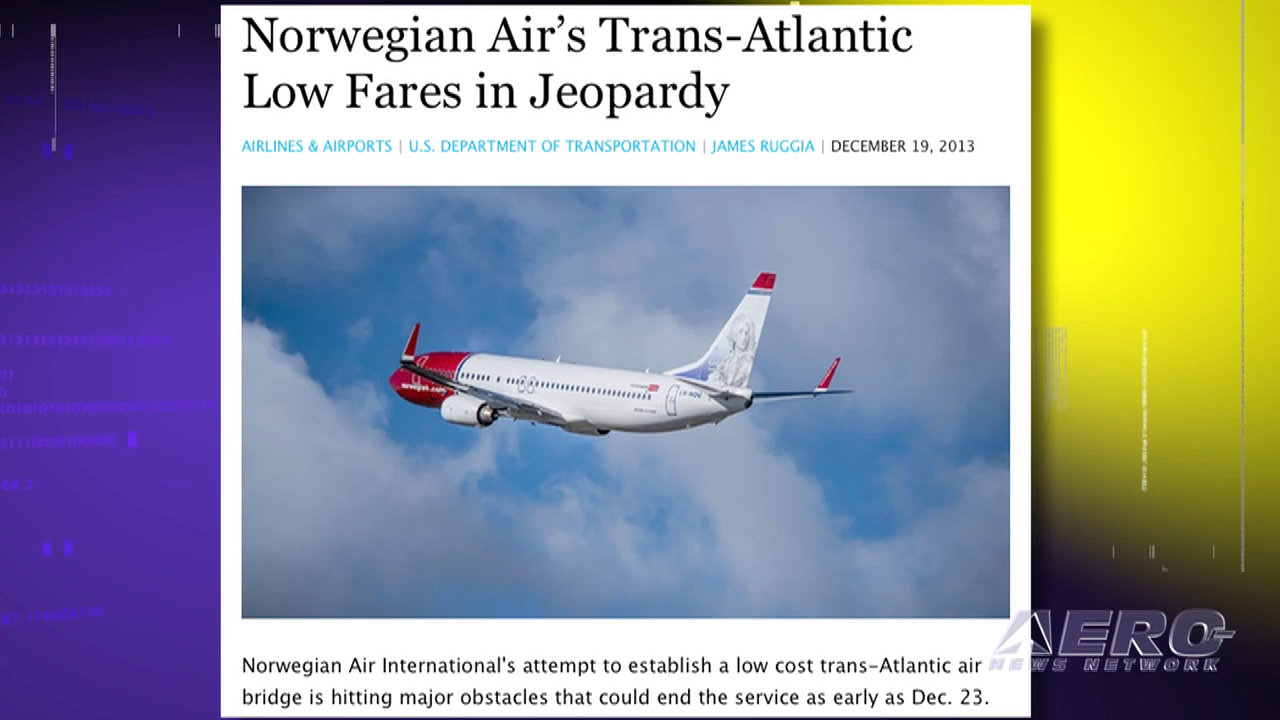 Norwegian Air’s Trans-Atlantic
Low Fares in Jeopardy
AIRLINES & AIRPORTS | U.S. DEPARTMENT OF TRANSPORTATION | JAMES RUGGIA | DECEMBER 19, 2013
norwegian.com
Norwegian Air International's attempt to establish a low cost trans-Atlantic air
bridge is hitting major obstacles that could end the service as early as Dec. 23.
AERO-
NEWS NETWORK